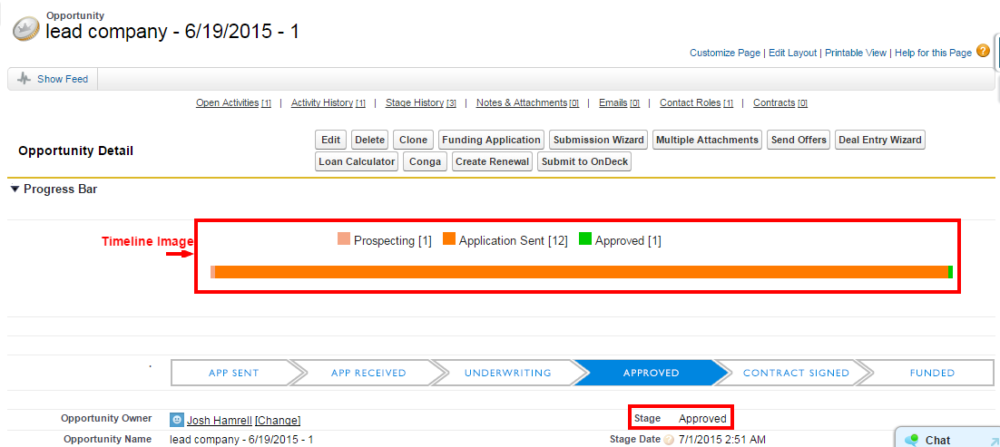 Opportunity
lead company - 6/19/2015 - 1
Customize Page | Edit Layout | Printable View | Help for this Page ?
Show Feed
Open Activities [1] | Activity History [1] | Stage History [3] | Notes & Attachments [0] | Emails [0] | Contact Roles [1] | Contracts [0]
Opportunity Detail
Edit Delete Clone Funding Application Submission Wizard Multiple Attachments Send Offers Deal Entry Wizard
Loan Calculator Conga Create Renewal Submit to OnDeck
Progress Bar
Timeline Image
Prospecting [1] Application Sent [12] Approved [1]
.
APP SENT APP RECEIVED UNDERWRITING APPROVED CONTRACT SIGNED FUNDED
Opportunity Owner Josh Hamrell [Change] Stage Approved
Opportunity Name lead company - 6/19/2015 - 1 Stage Date 7/1/2015 2:51 AM
Chat